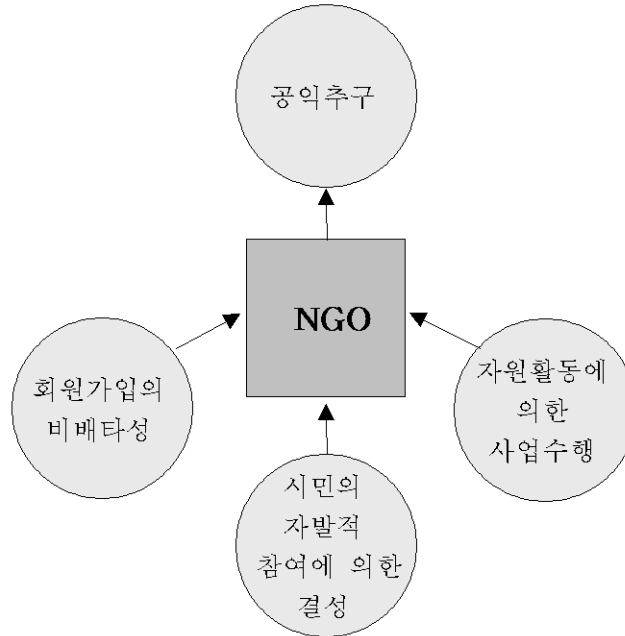 공익추구
NGO
회원가입의
비배타성
자원활동에
의한
사업수행
시민의
자발적
참여에 의한
결성